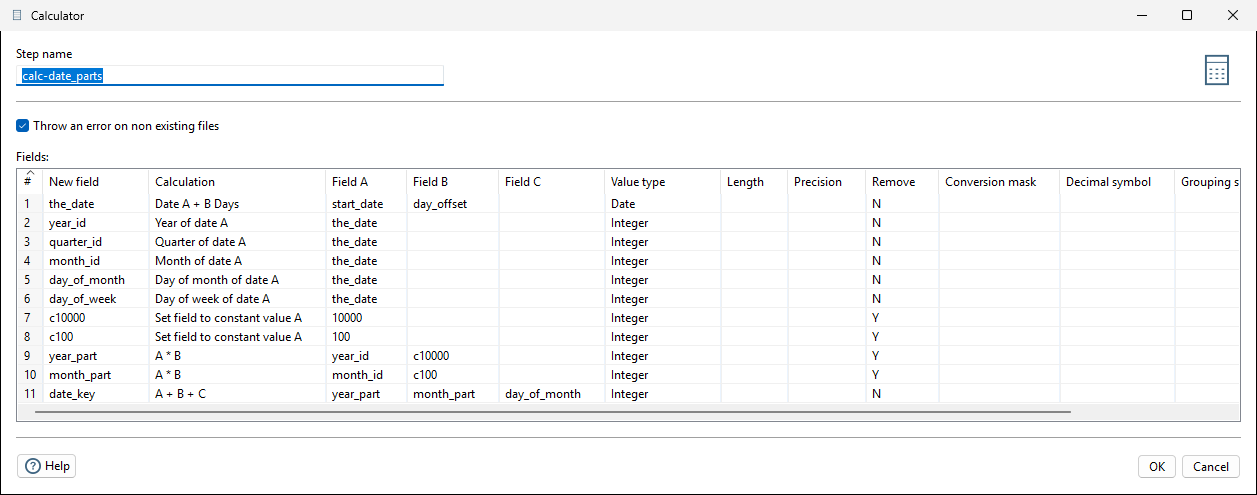 Calculator
Step name
calc-date_parts
Throw an error on non existing files
Fields:
# New field Calculation Field A Field B Field C Value type Length Precision Remove Conversion mask Decimal symbol Grouping s
1 the_date Date A + B Days start_date day_offset Date N
2 year_id Year of date A the_date Integer N
3 quarter_id Quarter of date A the_date Integer N
4 month_id Month of date A the_date Integer N
5 day_of_month Day of month of date A the_date Integer N
6 day_of_week Day of week of date A the_date Integer N
7 c10000 Set field to constant value A 10000 Integer Y
8 c100 Set field to constant value A 100 Integer Y
9 year_part A * B year_id c10000 Integer Y
10 month_part A * B month_id c100 Integer Y
11 date_key A + B + C year_part month_part day_of_month Integer N
? Help OK Cancel